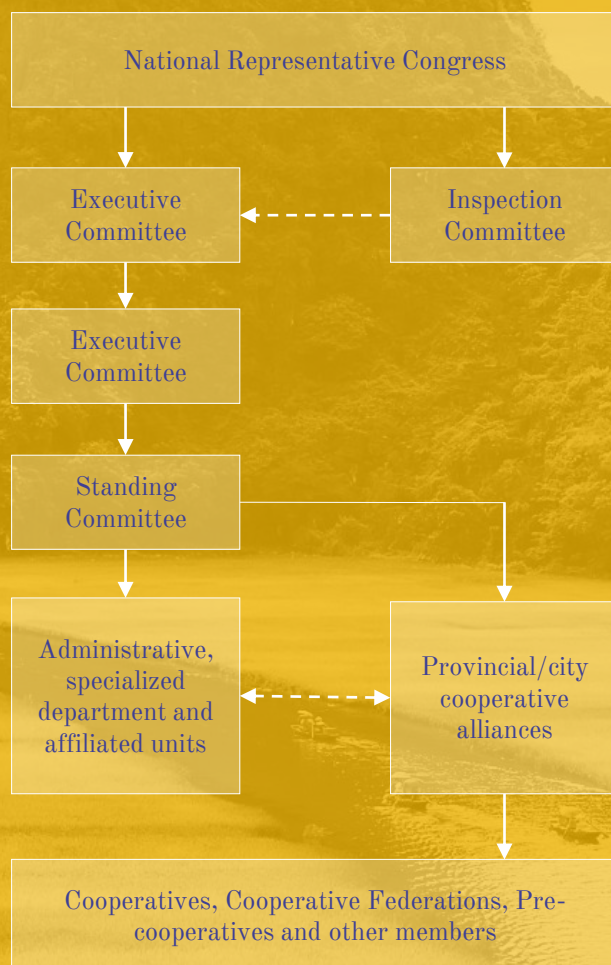 National Representative Congress
Executive
Committee
Inspection
Committee
Executive
Committee
Standing
Committee
Administrative,
specialized
department and
affiliated units
Provincial/city
cooperative
alliances
Cooperatives, Cooperative Federations, Pre-
cooperatives and other members